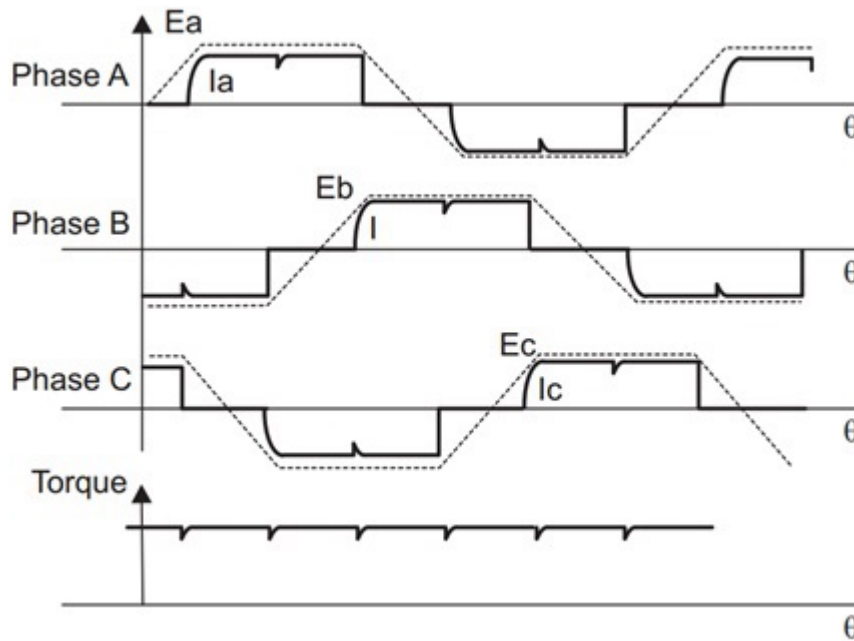 Ea
Phase A
Ia
θ
Eb
Phase B
I
θ
Ec
Phase C
Ic
θ
Torque
θ